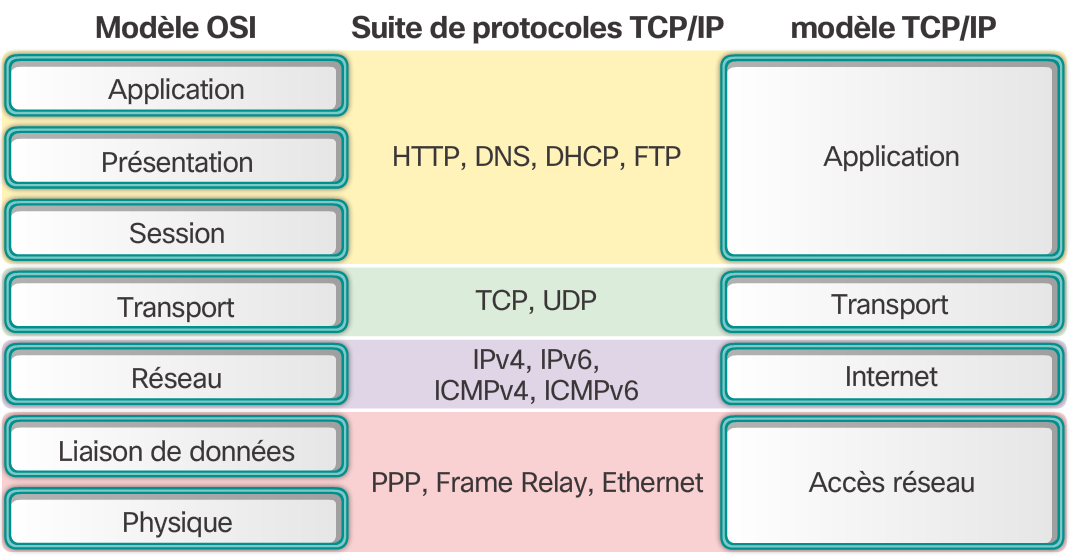 Modèle OSI
Suite de protocoles TCP/IP
modèle TCP/IP
Application
Présentation
Session
HTTP, DNS, DHCP, FTP
Application
Transport
TCP, UDP
Transport
Réseau
IPv4, IPv6,
ICMPv4, ICMPv6
Internet
Liaison de données
Physique
PPP, Frame Relay, Ethernet
Accès réseau